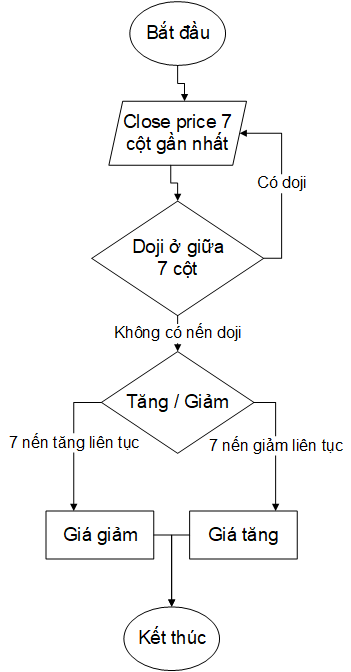 Bắt đầu
Close price 7
cột gần nhất
Có doji
Doji ở giữa
7 cột
Không có nến doji
Tăng / Giảm
7 nến tăng liên tục
7 nến giảm liên tục
Giá giảm
Giá tăng
Kết thúc